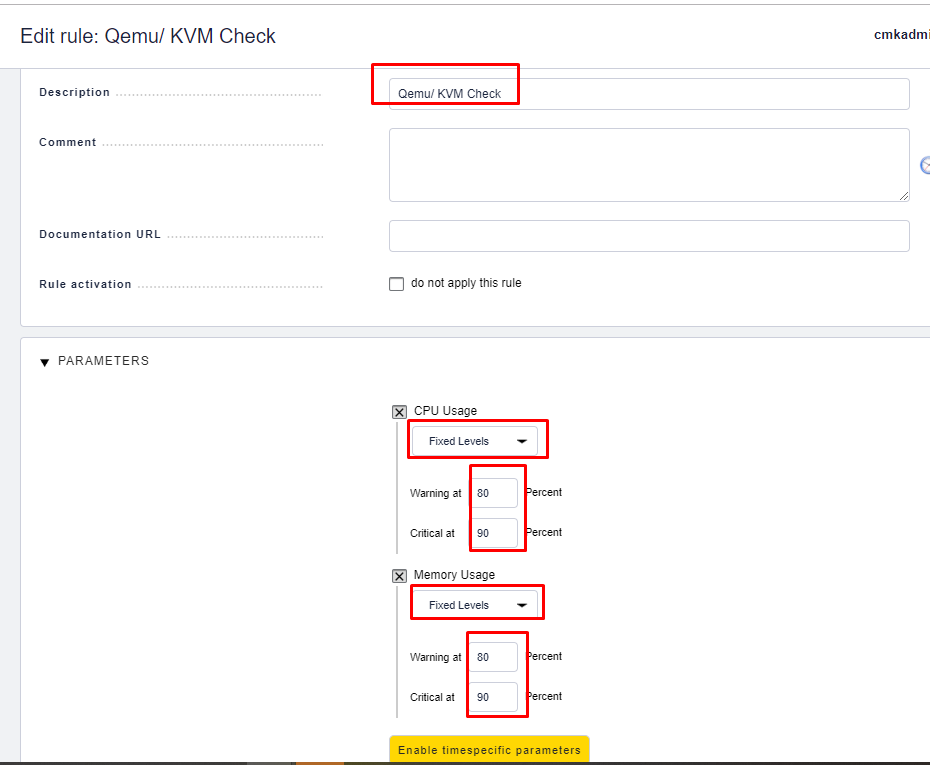 Edit rule: Qemu/ KVM Check
cmkadmi
Description
Qemu/ KVM Check
Comment
Documentation URL
Rule activation
do not apply this rule
PARAMETERS
CPU Usage
Fixed Levels
Warning at 80 Percent
Critical at 90 Percent
Memory Usage
Fixed Levels
Warning at 80 Percent
Critical at 90 Percent
Enable timespecific parameters